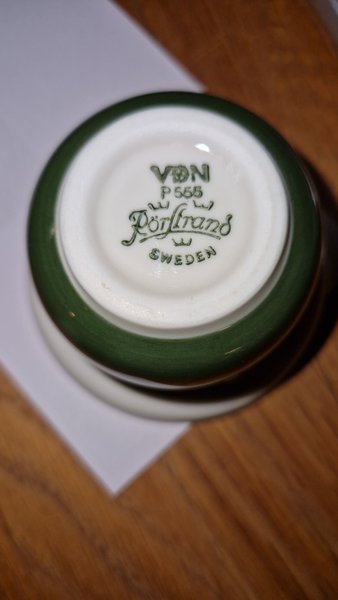 VDN
P 555
Rörstrand
SWEDEN